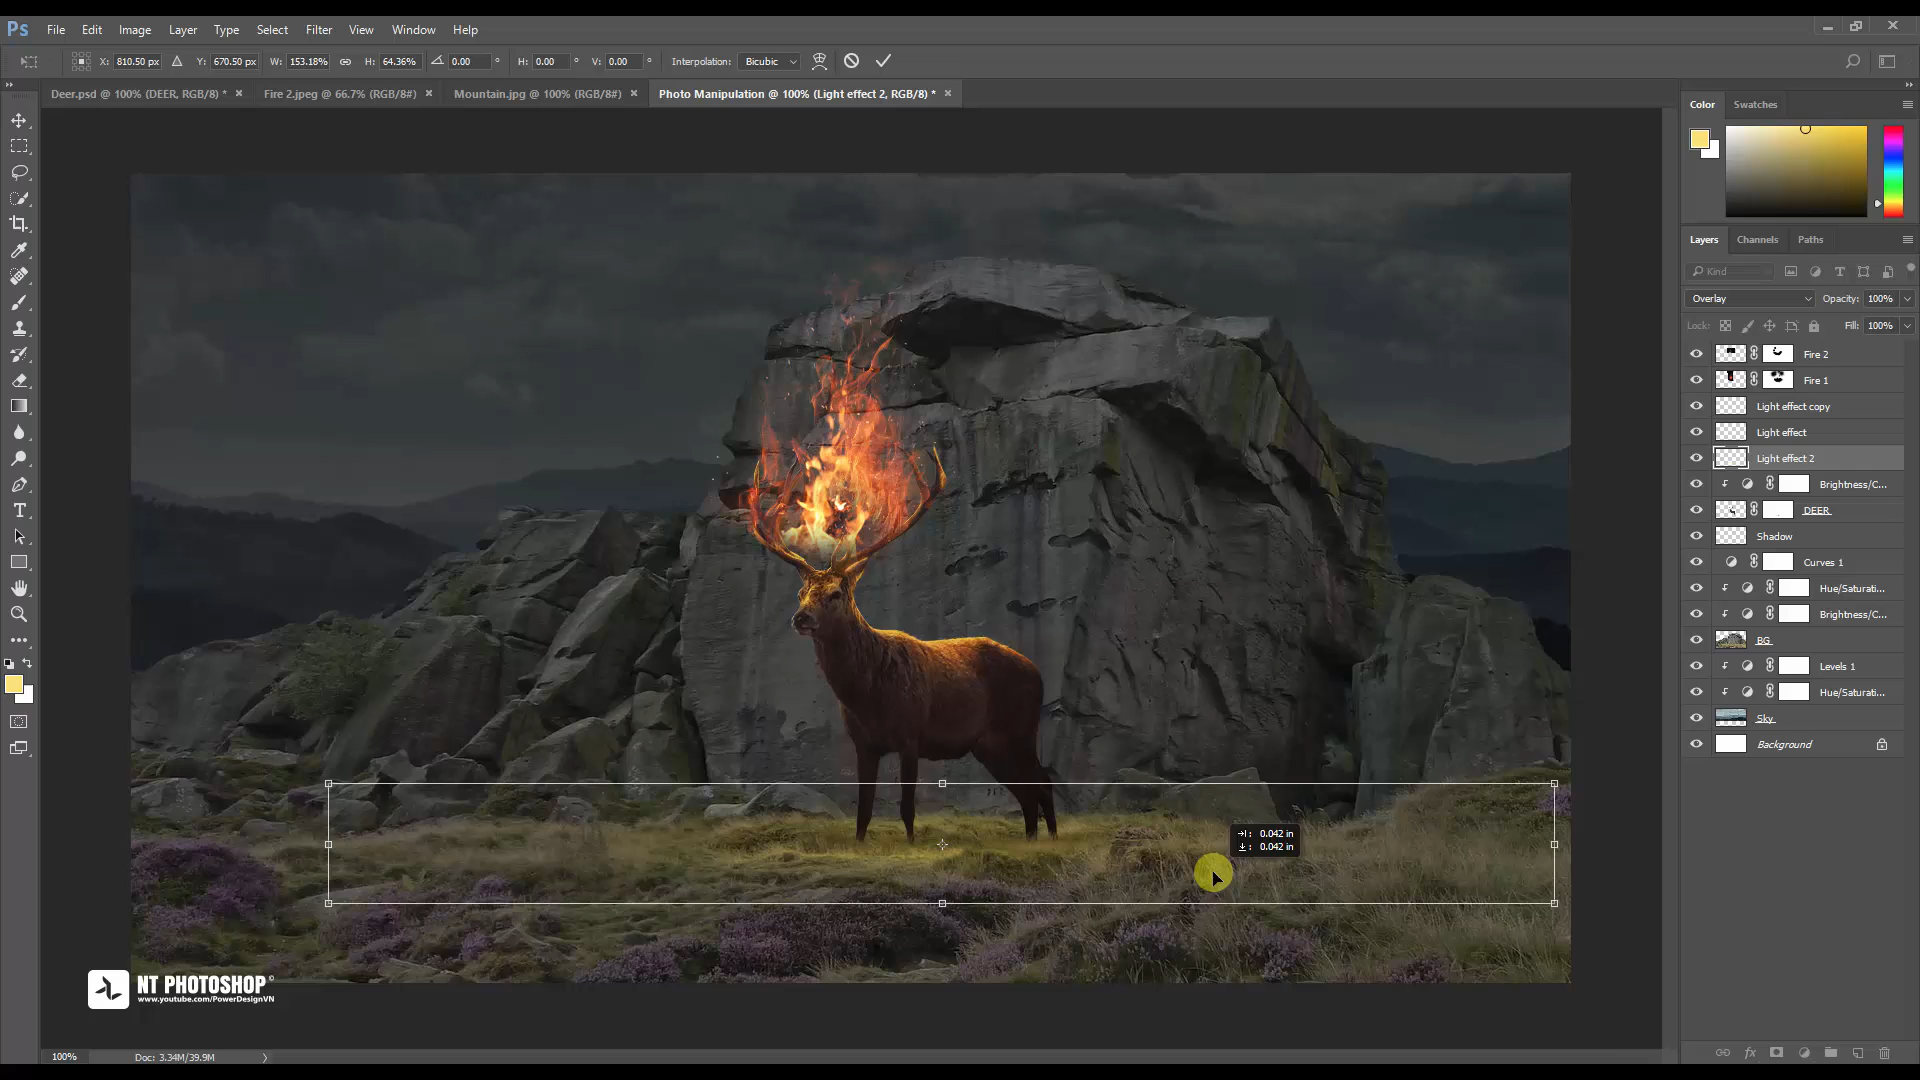 Ps File Edit Image Layer Type Select Filter View Window Help
X: 810.50 px Y: 670.50 px W: 153.18% H: 64.36% 0.00 ° H: 0.00 ° V: 0.00 ° Interpolation: Bicubic
Deer.psd @ 100% (DEER, RGB/8) * × Fire 2.jpeg @ 66.7% (RGB/8#) × Mountain.jpg @ 100% (RGB/8#) × Photo Manipulation @ 100% (Light effect 2, RGB/8) * ×
Color Swatches
Layers Channels Paths
Kind
Overlay Opacity: 100%
Lock: Fill: 100%
Fire 2
Fire 1
Light effect copy
Light effect
Light effect 2
Brightness/C...
DEER
Shadow
Curves 1
Hue/Saturati...
Brightness/C...
BG
Levels 1
Hue/Saturati...
Sky
Background
0.042 in
0.042 in
NT PHOTOSHOP ©
www.youtube.com/PowerDesignVN
100% Doc: 3.34M/39.9M